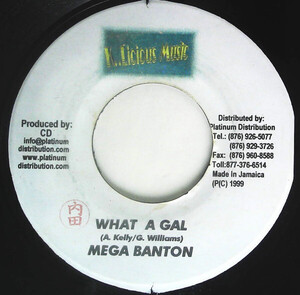 K..Licious Music
Produced by:
CD
info@platinum
distribution.com
www.platinum
distribution.com
Distributed by:
Platinum Distribution
Tel.: (876) 926-5077
(876) 929-3726
Fax: (876) 960-8588
Toll:877-376-6514
Made in Jamaica
(P(C) 1999
内田
WHAT A GAL
(A. Kelly/G. Williams)
MEGA BANTON